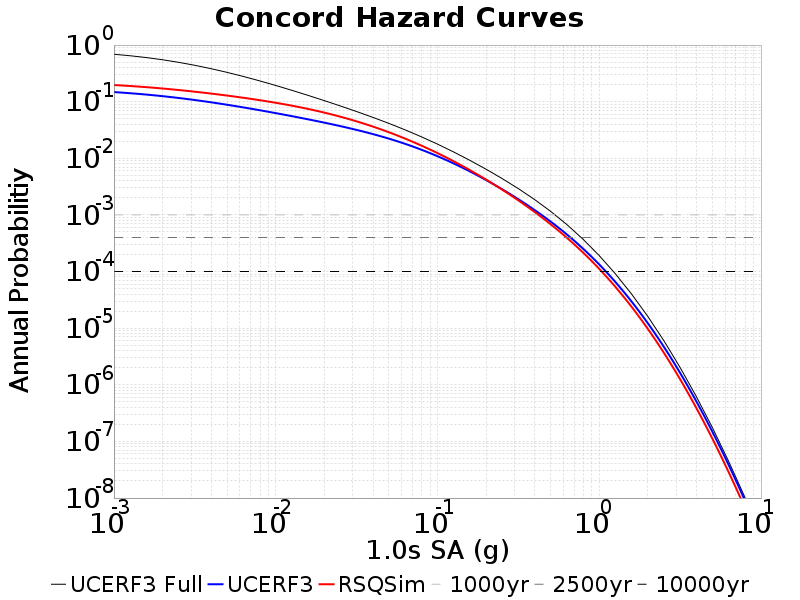 Concord Hazard Curves
Annual Probabilitiy
10^0
10^-1
10^-2
10^-3
10^-4
10^-5
10^-6
10^-7
10^-8
10^-3 10^-2 10^-1 10^0 10^1
1.0s SA (g)
UCERF3 Full UCERF3 RSQSim 1000yr 2500yr 10000yr